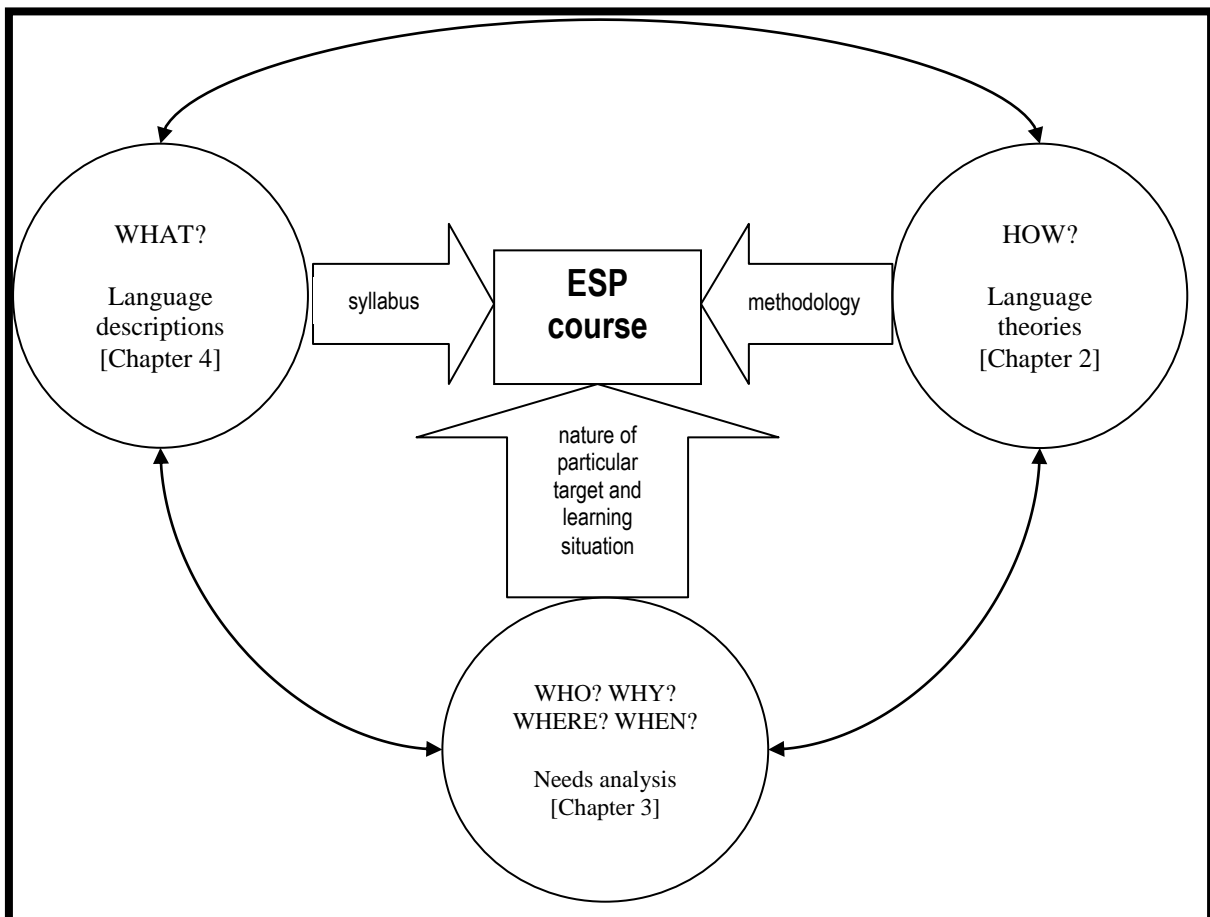 WHAT?
Language
descriptions
[Chapter 4]
syllabus
ESP
course
methodology
HOW?
Language
theories
[Chapter 2]
nature of
particular
target and
learning
situation
WHO? WHY?
WHERE? WHEN?
Needs analysis
[Chapter 3]